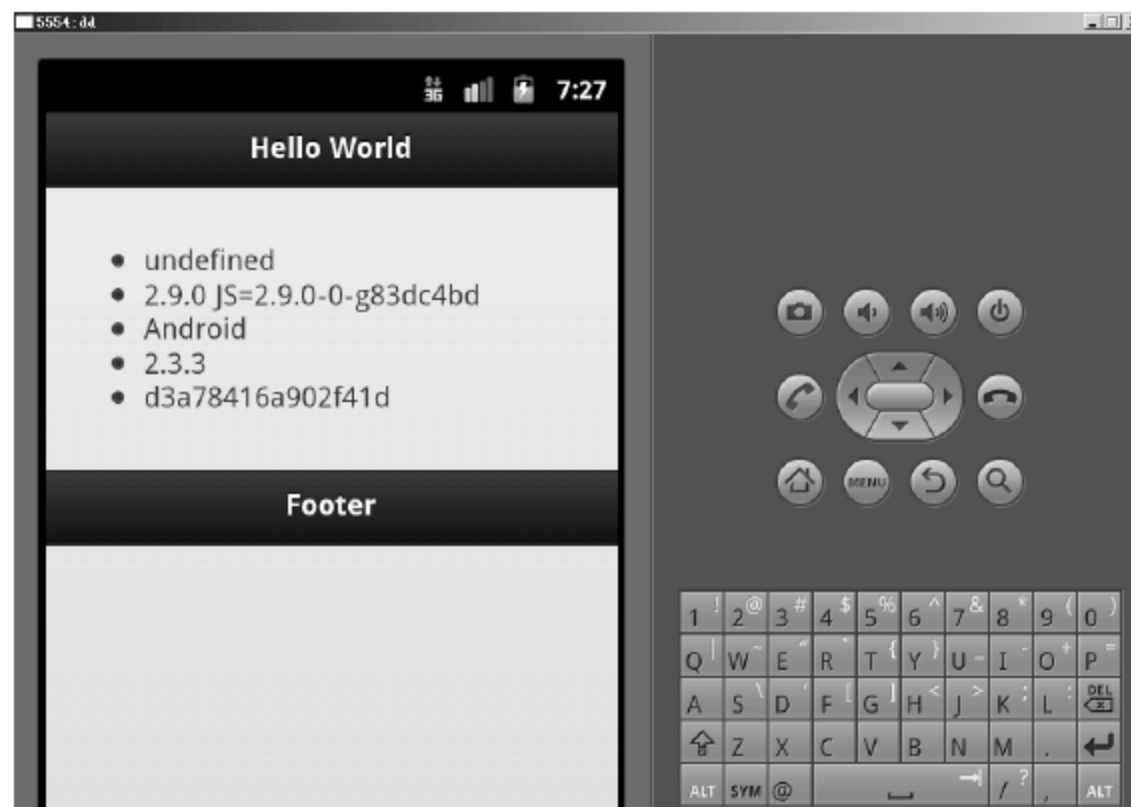 5554:dd
3G 7:27
Hello World
undefined
2.9.0 JS=2.9.0-0-g83dc4bd
Android
2.3.3
d3a78416a902f41d
Footer
MENU
1 ! 2 @ 3 # 4 $ 5 % 6 ^ 7 & 8 * 9 ( 0 )
Q | W ~ E “ R ` T { Y } U _ I - O + P =
A S \ D ‘ F [ G ] H < J > K ; L : DEL
Z X C V B N M .
ALT SYM @ / ? , ALT